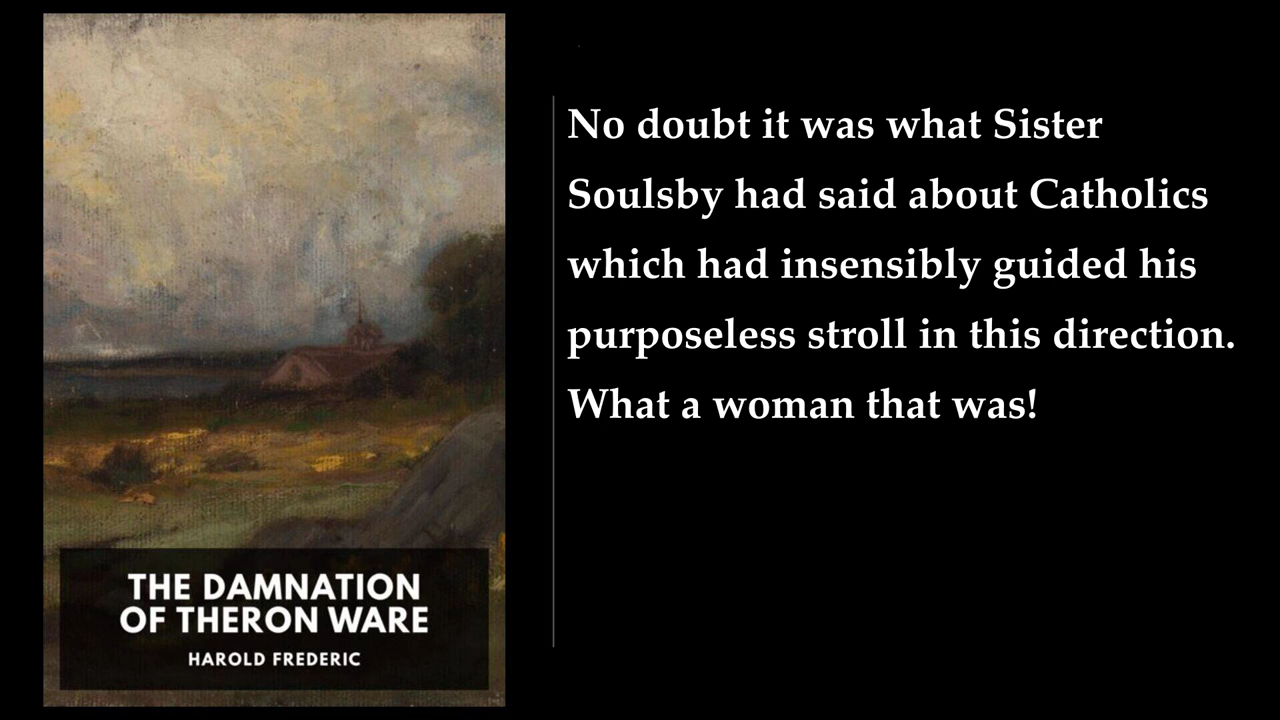 No doubt it was what Sister
Soulsby had said about Catholics
which had insensibly guided his
purposeless stroll in this direction.
What a woman that was!
THE DAMNATION
OF THERON WARE
HAROLD FREDERIC